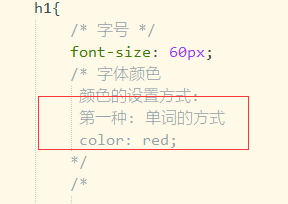 h1{
/* 字号 */
font-size: 60px;
/* 字体颜色
颜色的设置方式:
第一种: 单词的方式
color: red;
*/
/*